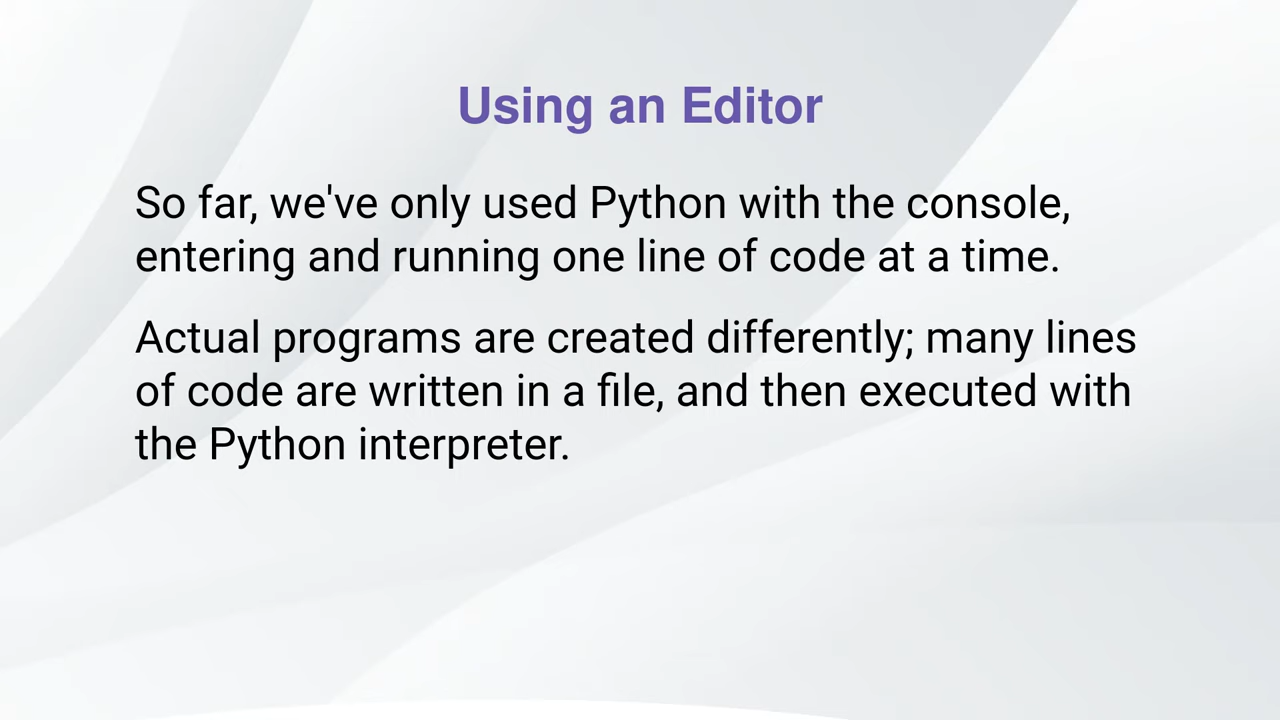 Using an Editor
So far, we've only used Python with the console,
entering and running one line of code at a time.
Actual programs are created differently; many lines
of code are written in a file, and then executed with
the Python interpreter.